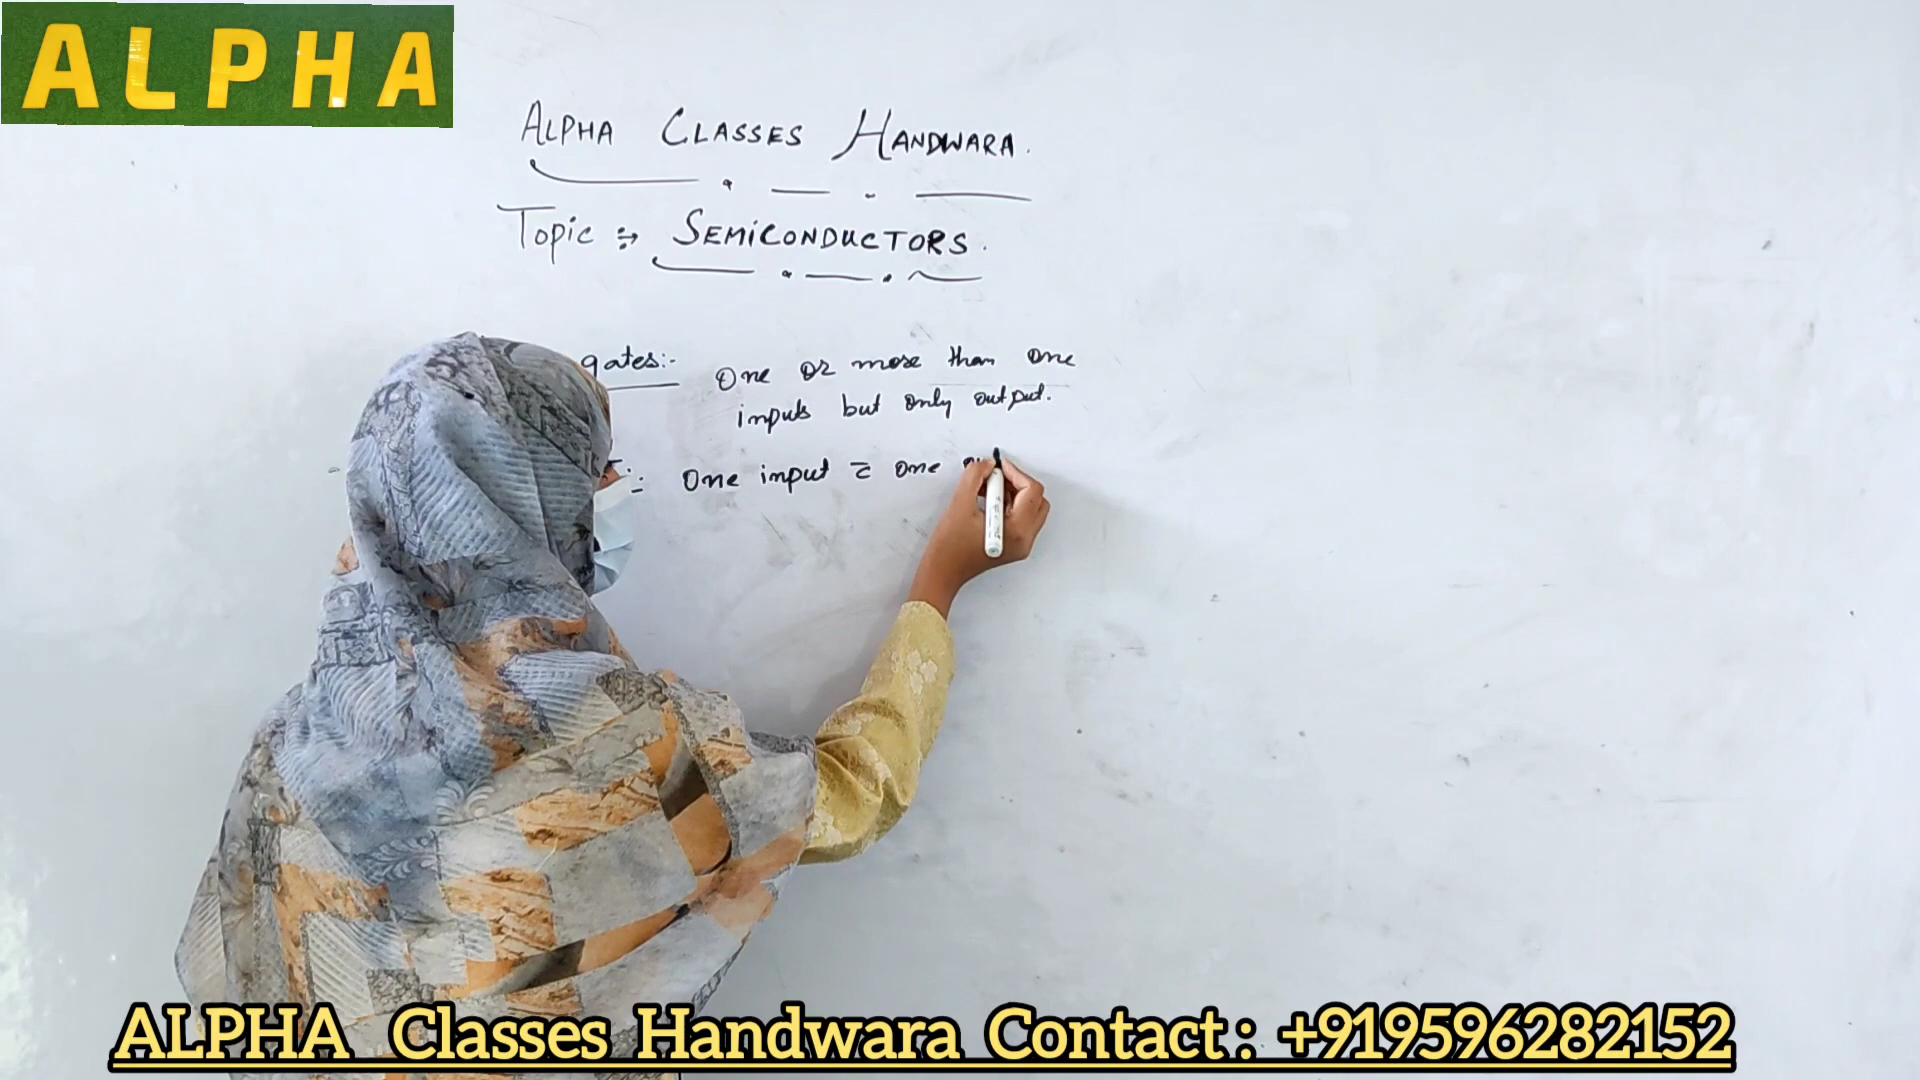 ALPHA
ALPHA CLASSES HANDWARA.
Topic :→ SEMICONDUCTORS.
gates:-
One or more than one
inputs but only output.
One input = one
ALPHA Classes Handwara Contact : +919596282152